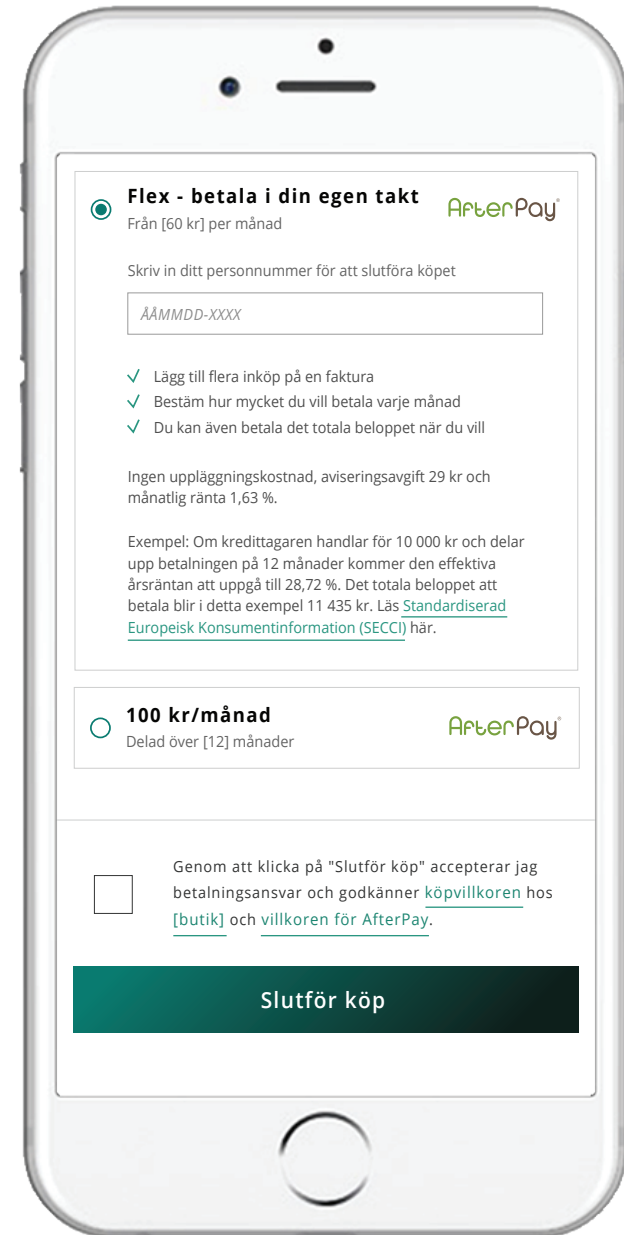 Flex - betala i din egen takt
AfterPay
Från [60 kr] per månad
Skriv in ditt personnummer för att slutföra köpet
ÅÅMMDD-XXXX
Lägg till flera inköp på en faktura
Bestäm hur mycket du vill betala varje månad
Du kan även betala det totala beloppet när du vill
Ingen uppläggningskostnad, aviseringsavgift 29 kr och
månatlig ränta 1,63 %.
Exempel: Om kredittagaren handlar för 10 000 kr och delar
upp betalningen på 12 månader kommer den effektiva
årsräntan att uppgå till 28,72 %. Det totala beloppet att
betala blir i detta exempel 11 435 kr. Läs Standardiserad
Europeisk Konsumentinformation (SECCI) här.
100 kr/månad
AfterPay
Delad över [12] månader
Genom att klicka på "Slutför köp" accepterar jag
betalningsansvar och godkänner köpvillkoren hos
[butik] och villkoren för AfterPay.
Slutför köp